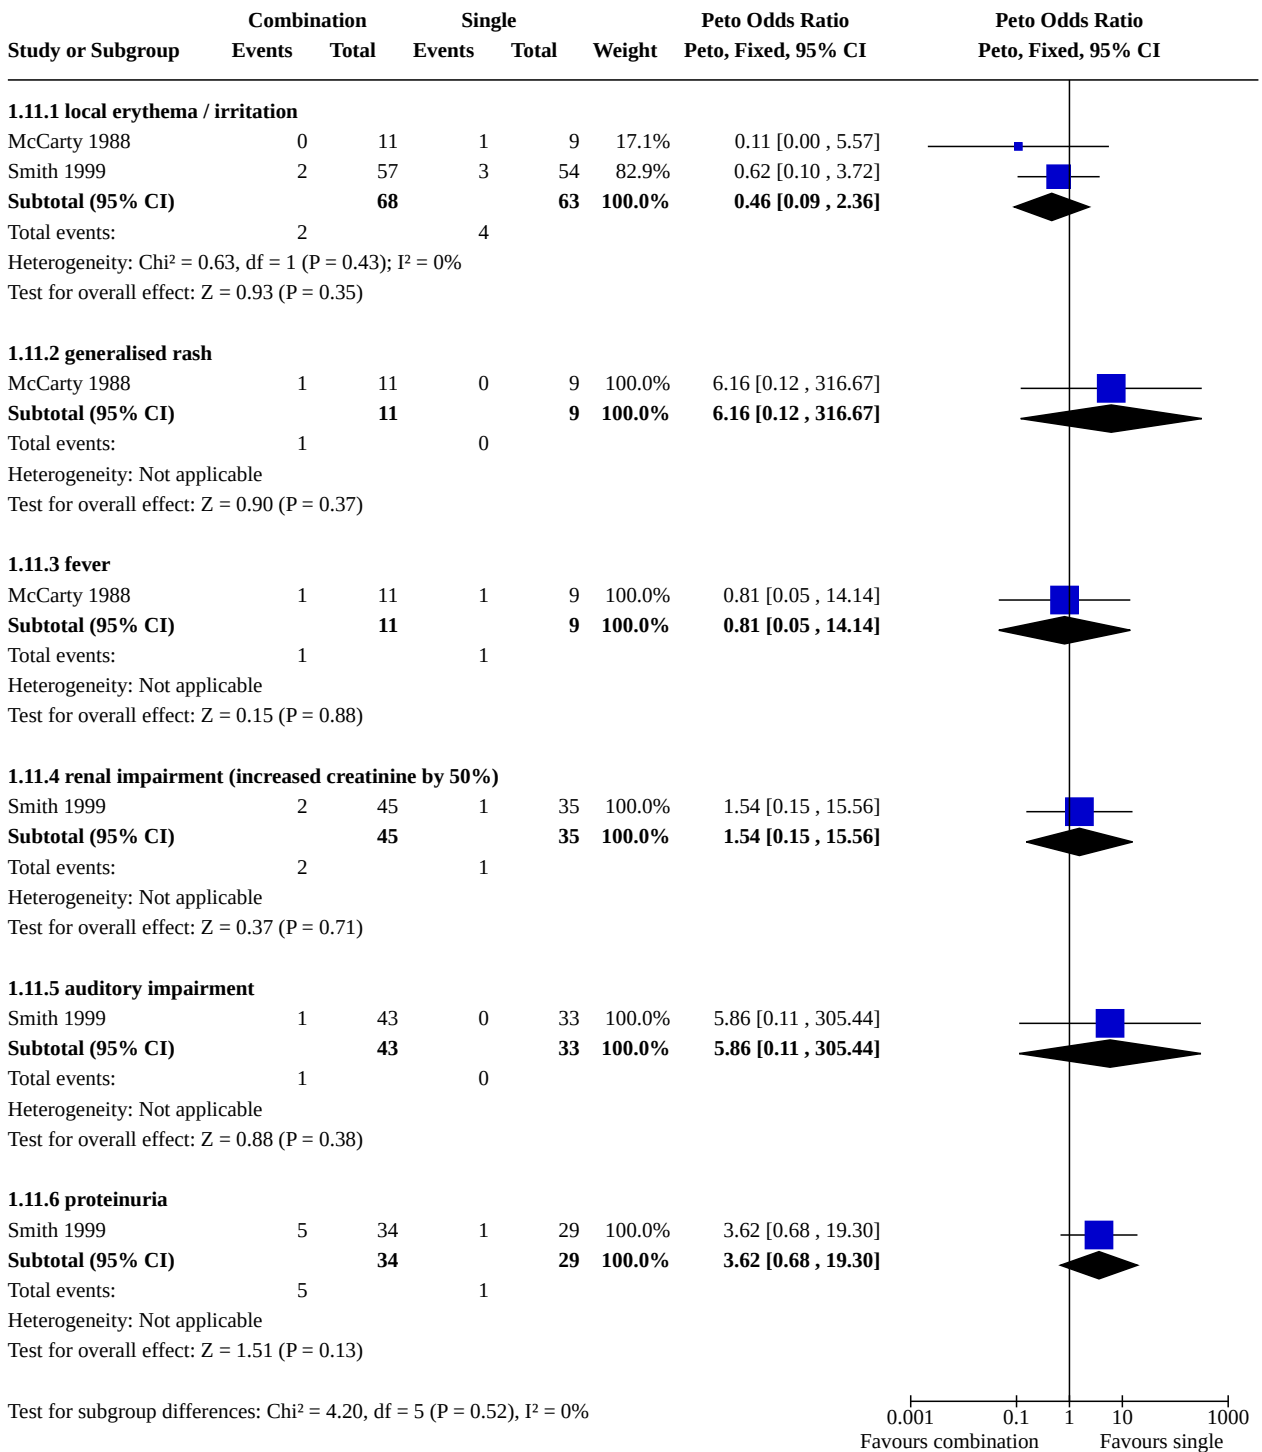 Combination Single Peto Odds Ratio Peto Odds Ratio
Study or Subgroup Events Total Events Total Weight Peto, Fixed, 95% CI Peto, Fixed, 95% CI
1.11.1 local erythema / irritation
McCarty 1988 0 11 1 9 17.1% 0.11 [0.00 , 5.57]
Smith 1999 2 57 3 54 82.9% 0.62 [0.10 , 3.72]
Subtotal (95% CI) 68 63 100.0% 0.46 [0.09 , 2.36]
Total events: 2 4
Heterogeneity: Chi² = 0.63, df = 1 (P = 0.43); I² = 0%
Test for overall effect: Z = 0.93 (P = 0.35)
1.11.2 generalised rash
McCarty 1988 1 11 0 9 100.0% 6.16 [0.12 , 316.67]
Subtotal (95% CI) 11 9 100.0% 6.16 [0.12 , 316.67]
Total events: 1 0
Heterogeneity: Not applicable
Test for overall effect: Z = 0.90 (P = 0.37)
1.11.3 fever
McCarty 1988 1 11 1 9 100.0% 0.81 [0.05 , 14.14]
Subtotal (95% CI) 11 9 100.0% 0.81 [0.05 , 14.14]
Total events: 1 1
Heterogeneity: Not applicable
Test for overall effect: Z = 0.15 (P = 0.88)
1.11.4 renal impairment (increased creatinine by 50%)
Smith 1999 2 45 1 35 100.0% 1.54 [0.15 , 15.56]
Subtotal (95% CI) 45 35 100.0% 1.54 [0.15 , 15.56]
Total events: 2 1
Heterogeneity: Not applicable
Test for overall effect: Z = 0.37 (P = 0.71)
1.11.5 auditory impairment
Smith 1999 1 43 0 33 100.0% 5.86 [0.11 , 305.44]
Subtotal (95% CI) 43 33 100.0% 5.86 [0.11 , 305.44]
Total events: 1 0
Heterogeneity: Not applicable
Test for overall effect: Z = 0.88 (P = 0.38)
1.11.6 proteinuria
Smith 1999 5 34 1 29 100.0% 3.62 [0.68 , 19.30]
Subtotal (95% CI) 34 29 100.0% 3.62 [0.68 , 19.30]
Total events: 5 1
Heterogeneity: Not applicable
Test for overall effect: Z = 1.51 (P = 0.13)
Test for subgroup differences: Chi² = 4.20, df = 5 (P = 0.52), I² = 0%
0.001 0.1 1 10 1000
Favours combination Favours single